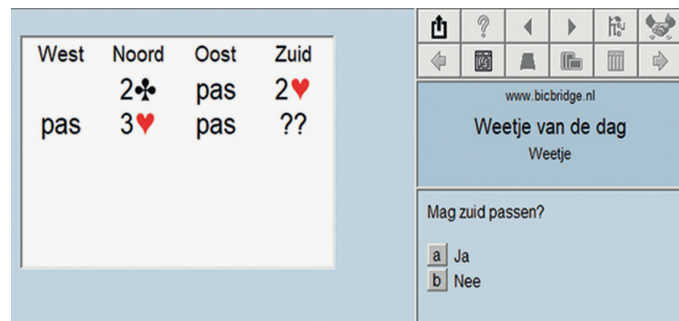 West Noord Oost Zuid
2♣ pas 2♥
pas 3♥ pas ??
www.bicbridge.nl
Weetje van de dag
Weetje
Mag zuid passen?
a Ja
b Nee